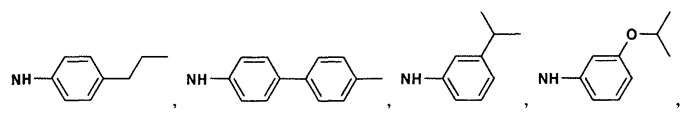 O
NH , NH , NH , NH ,